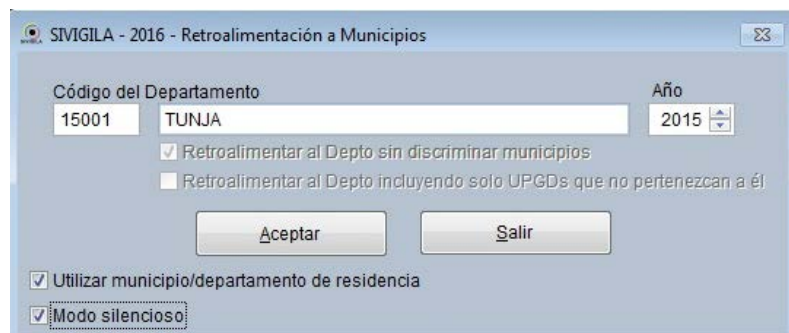 SIVIGILA - 2016 - Retroalimentación a Municipios
Código del Departamento Año
15001 TUNJA 2015
Retroalimentar al Depto sin discriminar municipios
Retroalimentar al Depto incluyendo solo UPGDs que no pertenezcan a él
Aceptar Salir
Utilizar municipio/departamento de residencia
Modo silencioso